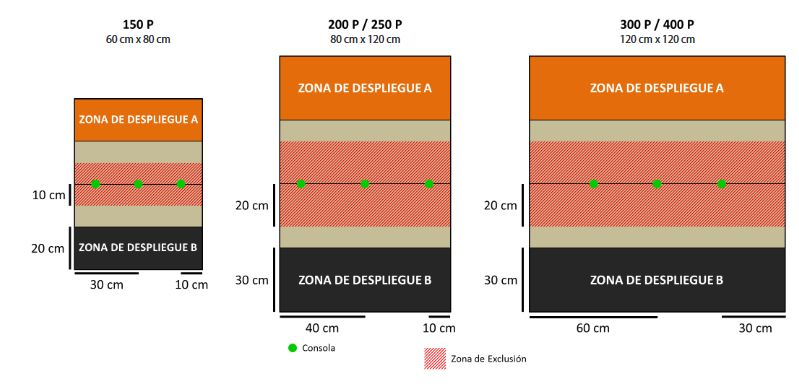 150 P
60 cm x 80 cm
ZONA DE DESPLIEGUE A
10 cm
20 cm
ZONA DE DESPLIEGUE B
30 cm
10 cm
200 P / 250 P
80 cm x 120 cm
ZONA DE DESPLIEGUE A
20 cm
30 cm
ZONA DE DESPLIEGUE B
40 cm
10 cm
300 P / 400 P
120 cm x 120 cm
ZONA DE DESPLIEGUE A
20 cm
30 cm
ZONA DE DESPLIEGUE B
60 cm
30 cm
Consola
Zona de Exclusión